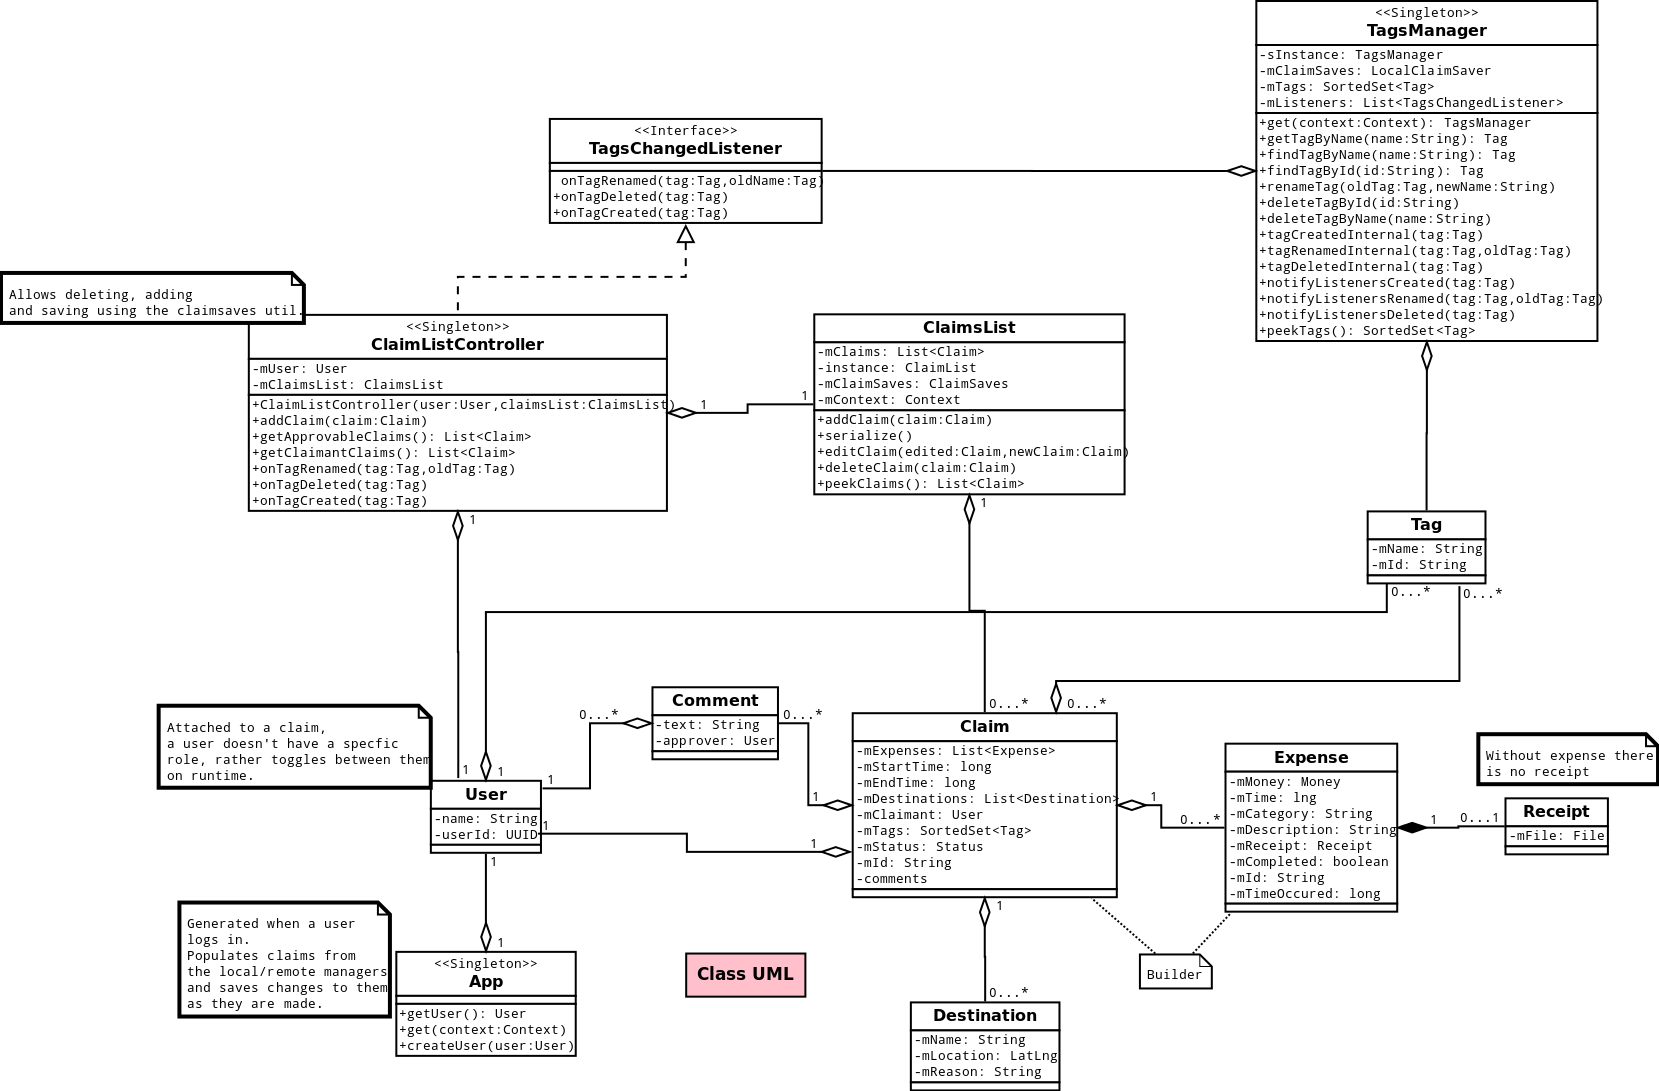 <<Singleton>>
TagsManager
-sInstance: TagsManager
-mClaimSaves: LocalClaimSaver
-mTags: SortedSet<Tag>
-mListeners: List<TagsChangedListener>
+get(context:Context): TagsManager
+getTagByName(name:String): Tag
+findTagByName(name:String): Tag
+findTagById(id:String): Tag
+renameTag(oldTag:Tag,newName:String)
+deleteTagById(id:String)
+deleteTagByName(name:String)
+tagCreatedInternal(tag:Tag)
+tagRenamedInternal(tag:Tag,oldTag:Tag)
+tagDeletedInternal(tag:Tag)
+notifyListenersCreated(tag:Tag)
+notifyListenersRenamed(tag:Tag,oldTag:Tag)
+notifyListenersDeleted(tag:Tag)
+peekTags(): SortedSet<Tag>
<<Interface>>
TagsChangedListener
onTagRenamed(tag:Tag,oldName:Tag)
+onTagDeleted(tag:Tag)
+onTagCreated(tag:Tag)
Allows deleting, adding
and saving using the claimsaves util.
<<Singleton>>
ClaimListController
-mUser: User
-mClaimsList: ClaimsList
+ClaimListController(user:User,claimsList:ClaimsList)
+addClaim(claim:Claim)
+getApprovableClaims(): List<Claim>
+getClaimantClaims(): List<Claim>
+onTagRenamed(tag:Tag,oldTag:Tag)
+onTagDeleted(tag:Tag)
+onTagCreated(tag:Tag)
1
1
1
ClaimsList
-mClaims: List<Claim>
-instance: ClaimList
-mClaimSaves: ClaimSaves
-mContext: Context
+addClaim(claim:Claim)
+serialize()
+editClaim(edited:Claim,newClaim:Claim)
+deleteClaim(claim:Claim)
+peekClaims(): List<Claim>
1
Tag
-mName: String
-mId: String
0...*
0...*
Attached to a claim,
a user doesn't have a specfic
role, rather toggles between them
on runtime.
1
1
1
User
-name: String
-userId: UUID
1
1
0...*
Comment
-text: String
-approver: User
0...*
1
1
0...*
0...*
Claim
-mExpenses: List<Expense>
-mStartTime: long
-mEndTime: long
-mDestinations: List<Destination>
-mClaimant: User
-mTags: SortedSet<Tag>
-mStatus: Status
-mId: String
-comments
1
0...*
1
Expense
-mMoney: Money
-mTime: lng
-mCategory: String
-mDescription: String
-mReceipt: Receipt
-mCompleted: boolean
-mId: String
-mTimeOccured: long
1
0...1
Without expense there
is no receipt
Receipt
-mFile: File
Generated when a user
logs in.
Populates claims from
the local/remote managers
and saves changes to them
as they are made.
1
<<Singleton>>
App
+getUser(): User
+get(context:Context)
+createUser(user:User)
Class UML
Builder
0...*
Destination
-mName: String
-mLocation: LatLng
-mReason: String